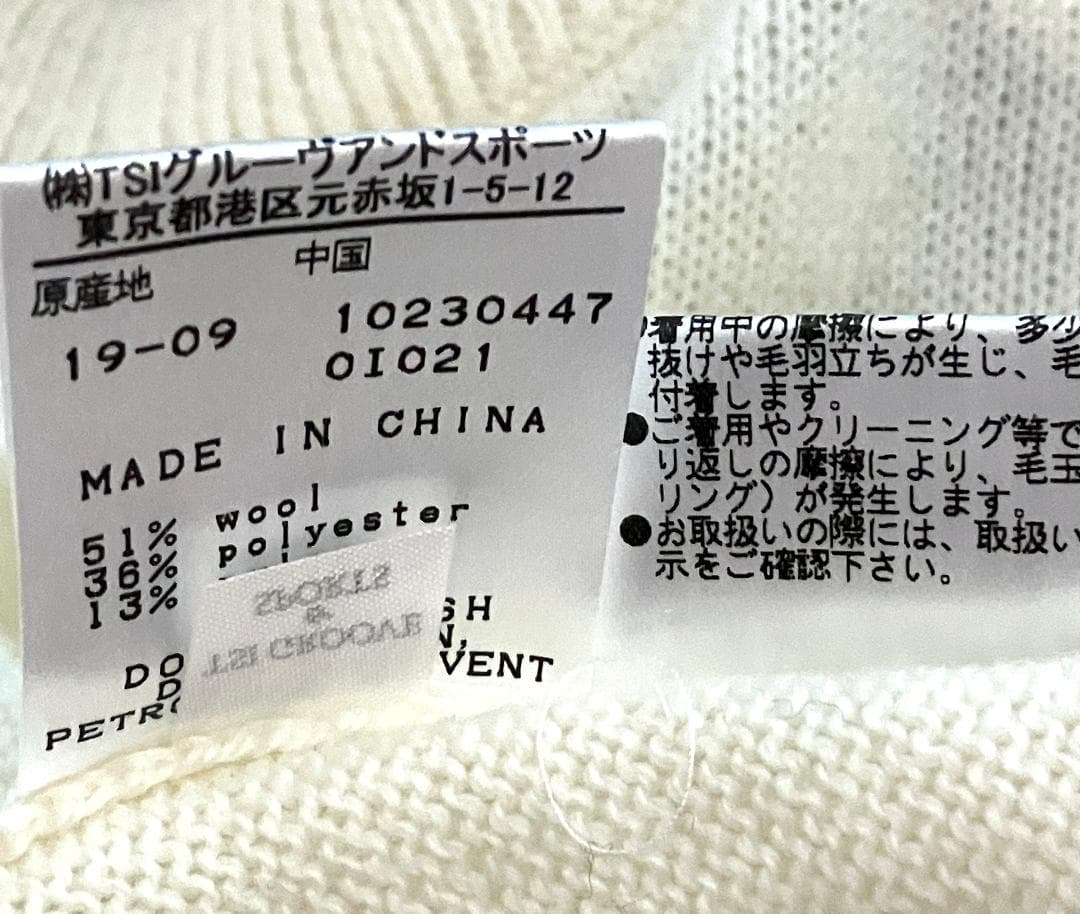 ㈱TSIグルーヴアンドスポーツ
東京都港区元赤坂1-5-12
原産地 中国
19-09 10230447
OI021
MADE IN CHINA
51% wool
36% polyester
13%
DO SH
D N,
PETRO VENT
SPORTS
&
TSI GROOVE
着用中の摩擦により、多少
抜けや毛羽立ちが生じ、毛
付着します。
●ご着用やクリーニング等で
り返しの摩擦により、毛玉
リング)が発生します。
●お取扱いの際には、取扱い
示をご確認下さい。